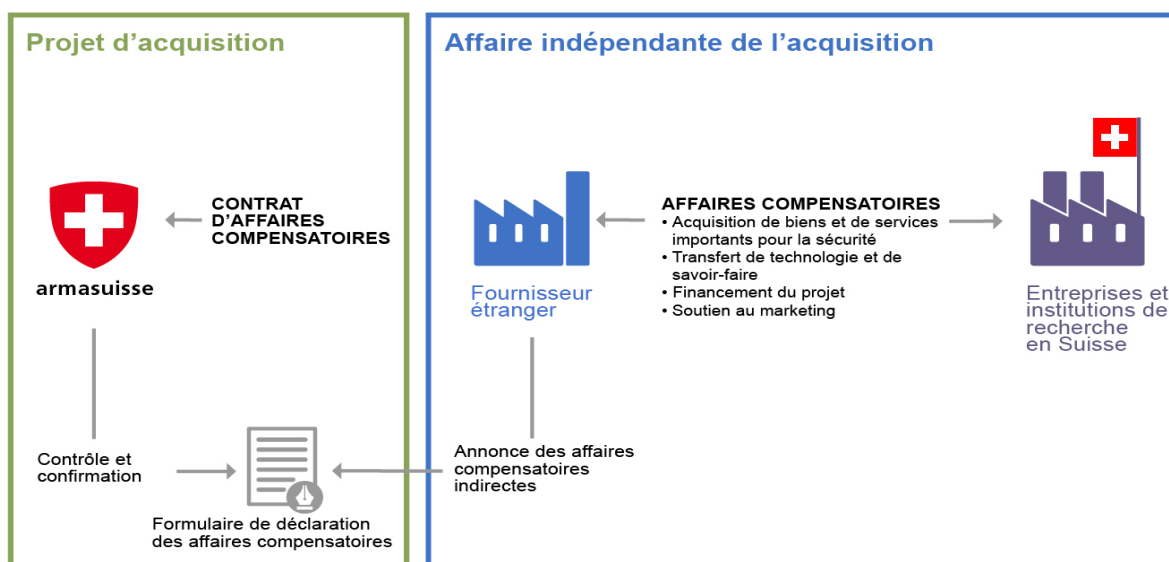 Projet d’acquisition
Affaire indépendante de l’acquisition
CONTRAT
D’AFFAIRES
COMPENSATOIRES
armasuisse
AFFAIRES COMPENSATOIRES
• Acquisition de biens et de services
importants pour la sécurité
• Transfert de technologie et de
savoir-faire
• Financement du projet
• Soutien au marketing
Fournisseur
étranger
Entreprises et
institutions de
recherche
en Suisse
Contrôle et
confirmation
Formulaire de déclaration
des affaires compensatoires
Annonce des affaires
compensatoires
indirectes